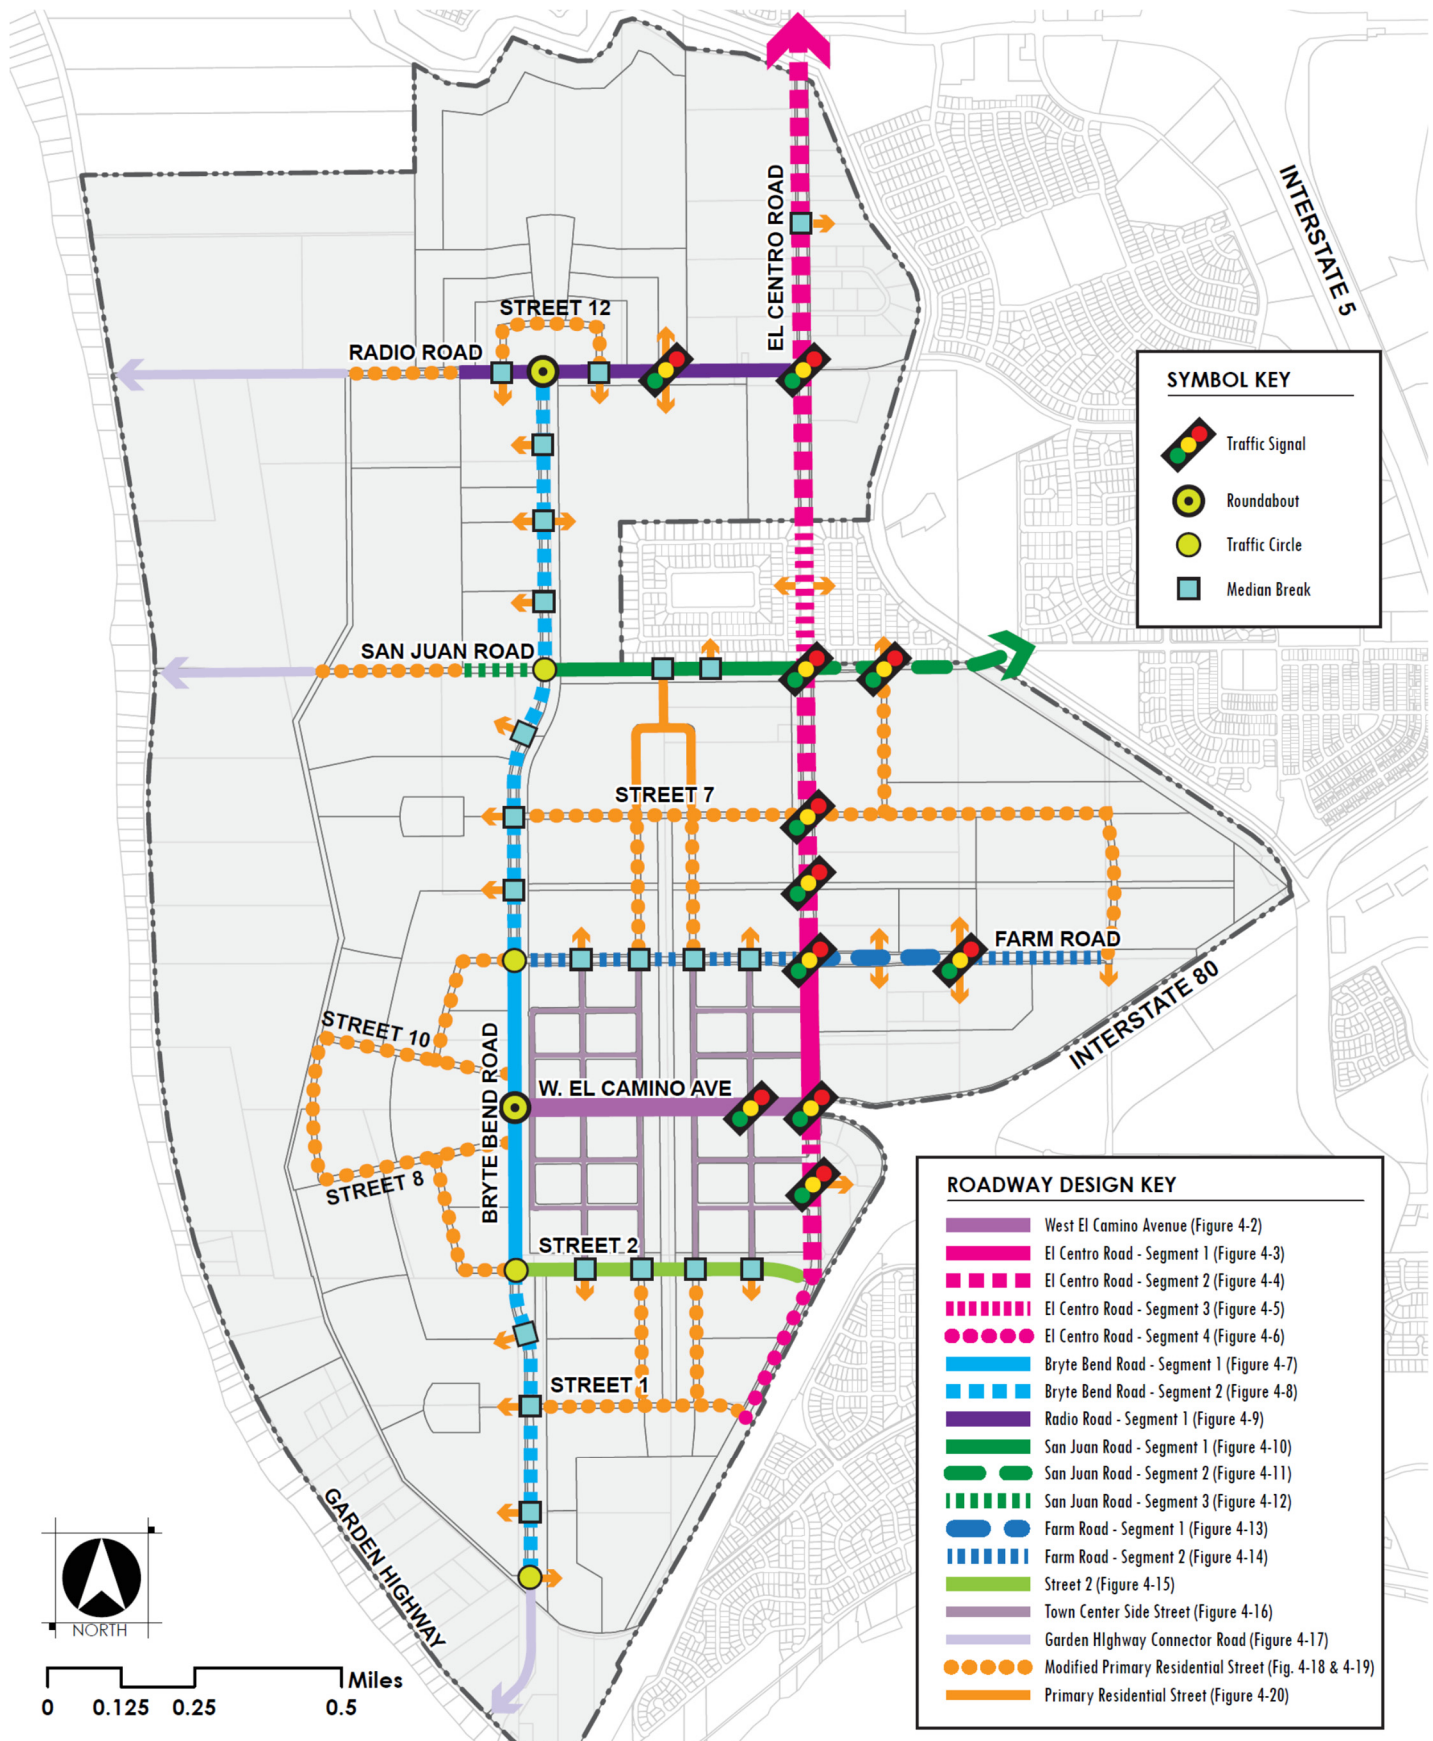 INTERSTATE 5
EL CENTRO ROAD
STREET 12
RADIO ROAD
SYMBOL KEY
Traffic Signal
Roundabout
Traffic Circle
Median Break
SAN JUAN ROAD
STREET 7
FARM ROAD
INTERSTATE 80
STREET 10
BRYTE BEND ROAD
W. EL CAMINO AVE
STREET 8
STREET 2
STREET 1
GARDEN HIGHWAY
ROADWAY DESIGN KEY
West El Camino Avenue (Figure 4-2)
El Centro Road - Segment 1 (Figure 4-3)
El Centro Road - Segment 2 (Figure 4-4)
El Centro Road - Segment 3 (Figure 4-5)
El Centro Road - Segment 4 (Figure 4-6)
Bryte Bend Road - Segment 1 (Figure 4-7)
Bryte Bend Road - Segment 2 (Figure 4-8)
Radio Road - Segment 1 (Figure 4-9)
San Juan Road - Segment 1 (Figure 4-10)
San Juan Road - Segment 2 (Figure 4-11)
San Juan Road - Segment 3 (Figure 4-12)
Farm Road - Segment 1 (Figure 4-13)
Farm Road - Segment 2 (Figure 4-14)
Street 2 (Figure 4-15)
Town Center Side Street (Figure 4-16)
Garden HIghway Connector Road (Figure 4-17)
Modified Primary Residential Street (Fig. 4-18 & 4-19)
Primary Residential Street (Figure 4-20)
NORTH
Miles
0 0.125 0.25 0.5